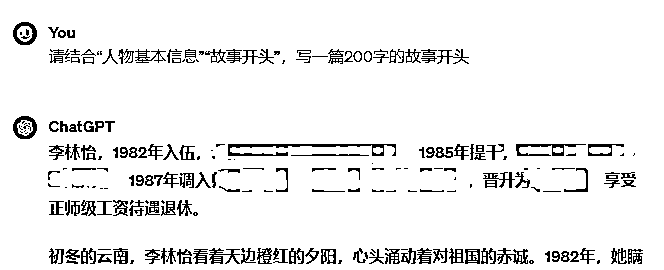 You
请结合“人物基本信息”“故事开头”，写一篇200字的故事开头
ChatGPT
李林怡，1982年入伍， 1985年提干，
1987年调入 ，晋升为 享受
正师级工资待遇退休。
初冬的云南，李林怡看着天边橙红的夕阳，心头涌动着对祖国的赤诚。1982年，她瞒